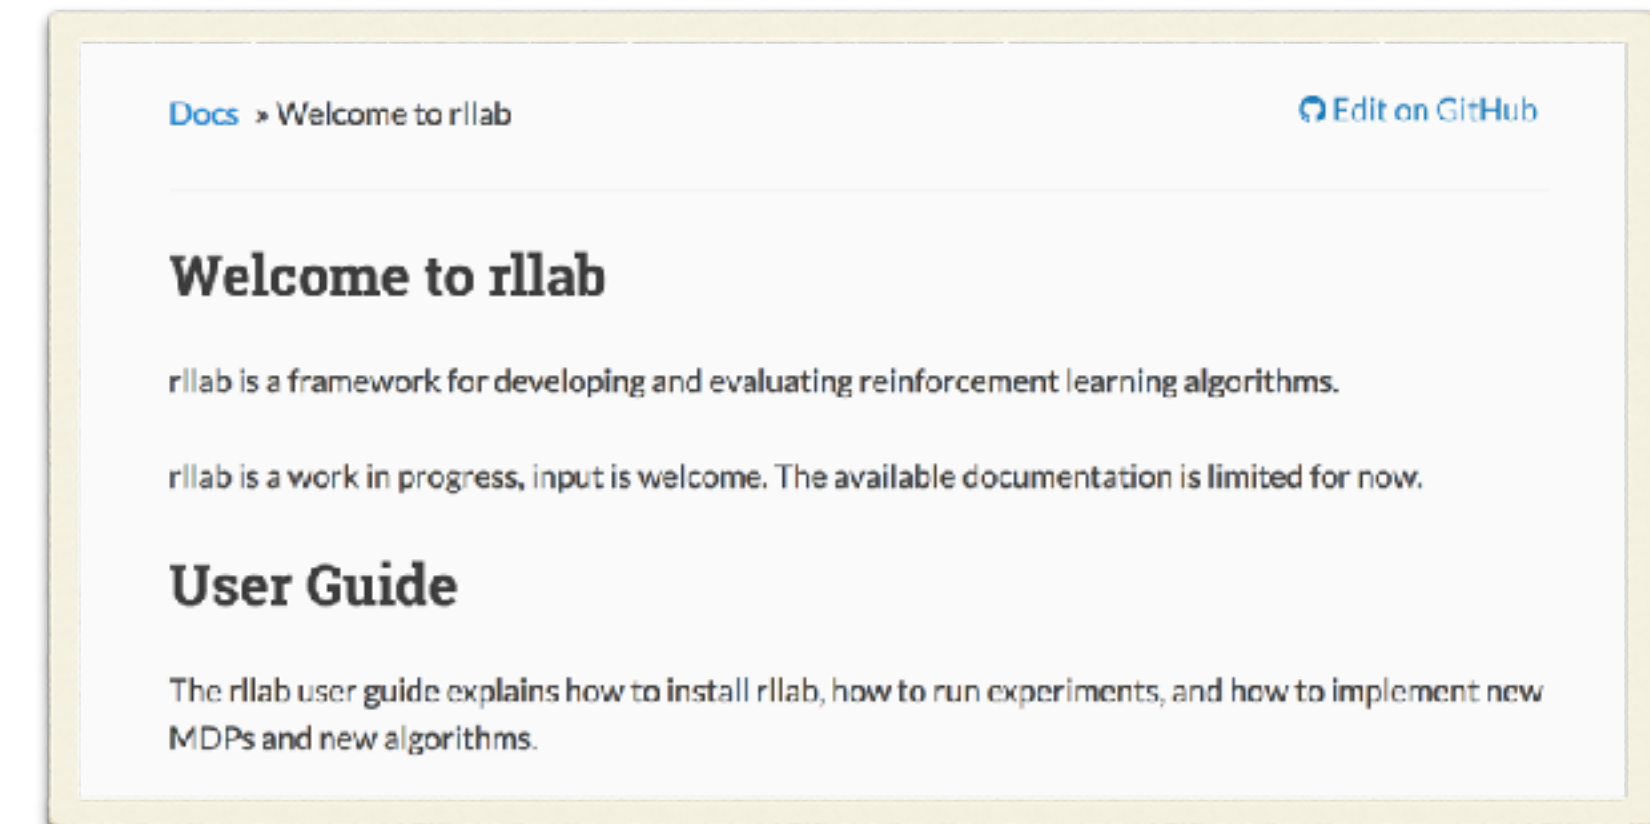 Docs » Welcome to rllab
Edit on GitHub
Welcome to rllab
rllab is a framework for developing and evaluating reinforcement learning algorithms.
rllab is a work in progress, input is welcome. The available documentation is limited for now.
User Guide
The rllab user guide explains how to install rllab, how to run experiments, and how to implement new
MDPs and new algorithms.